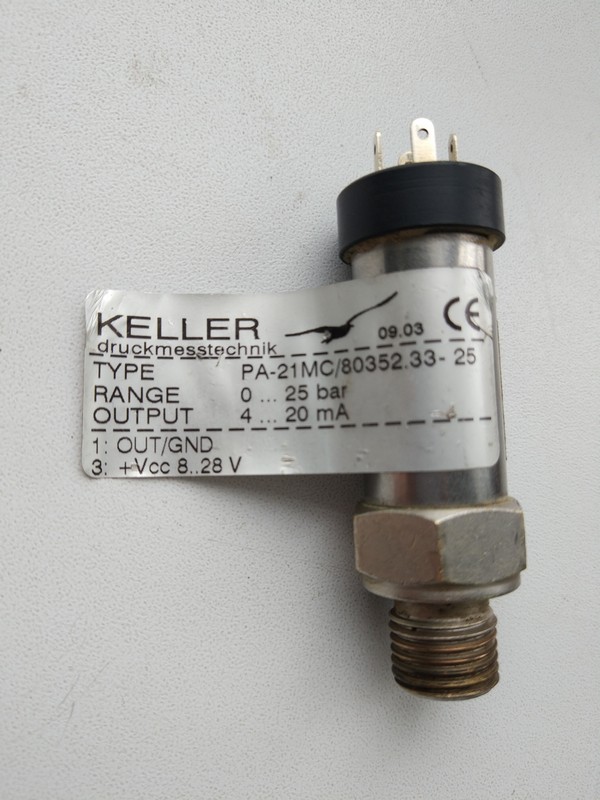 KELLER
druckmesstechnik
09.03 CE
TYPE PA-21MC/80352.33- 25
RANGE 0 ... 25 bar
OUTPUT 4 ... 20 mA
1: OUT/GND
3: +Vcc 8..28 V